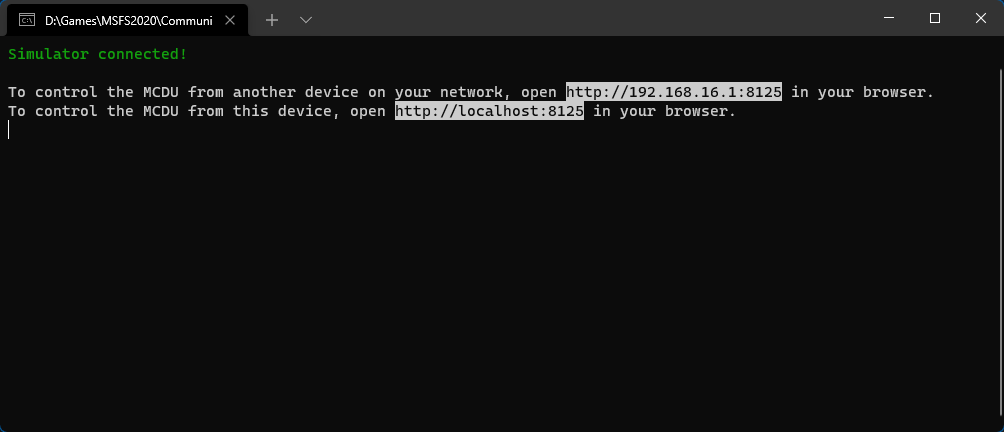 D:\Games\MSFS2020\Communi
Simulator connected!
To control the MCDU from another device on your network, open http://192.168.16.1:8125 in your browser.
To control the MCDU from this device, open http://localhost:8125 in your browser.